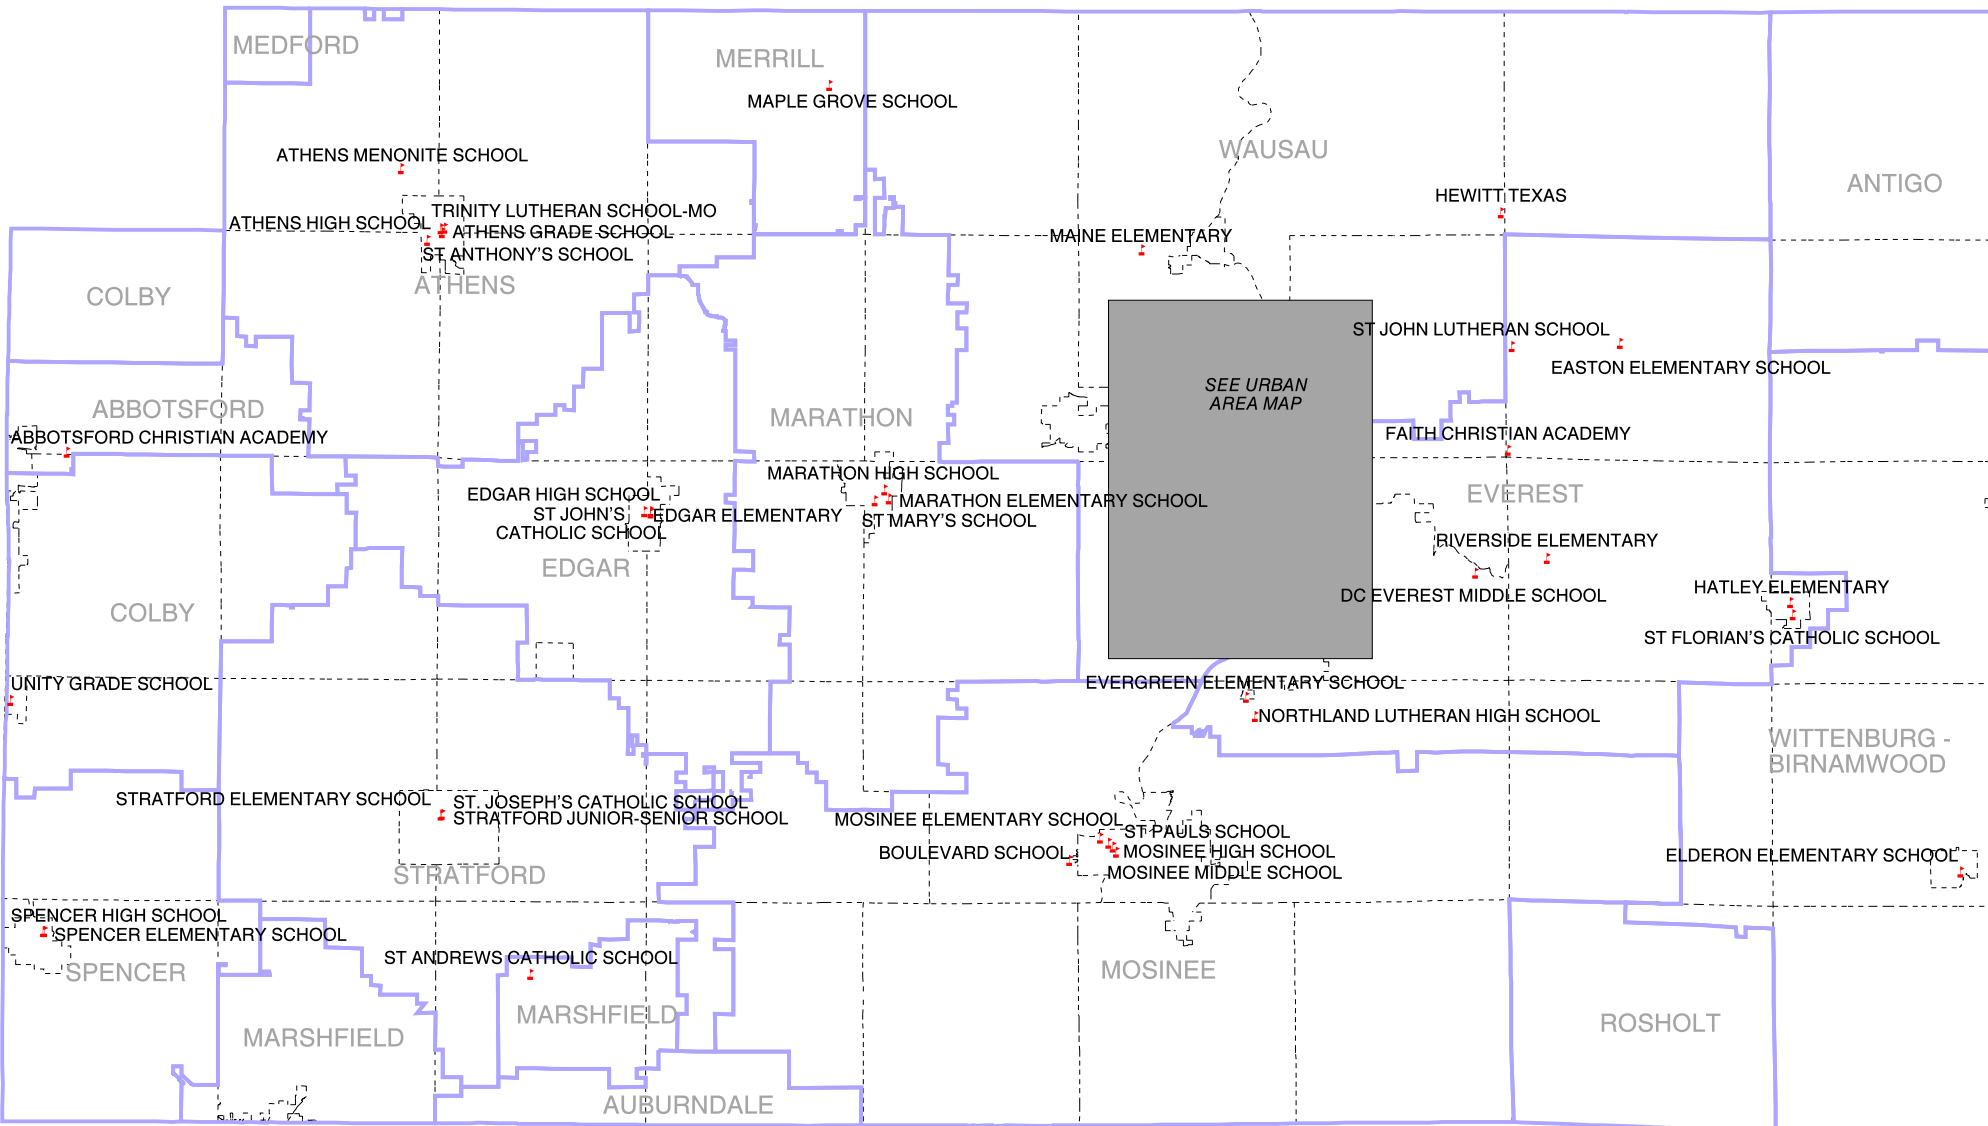 MEDFORD
MERRILL
MAPLE GROVE SCHOOL
WAUSAU
ATHENS MENONITE SCHOOL
ANTIGO
HEWITT TEXAS
TRINITY LUTHERAN SCHOOL-MO
ATHENS HIGH SCHOOL
ATHENS GRADE SCHOOL
MAINE ELEMENTARY
ST ANTHONY'S SCHOOL
ATHENS
COLBY
ST JOHN LUTHERAN SCHOOL
EASTON ELEMENTARY SCHOOL
SEE URBAN
AREA MAP
ABBOTSFORD
MARATHON
ABBOTSFORD CHRISTIAN ACADEMY
FAITH CHRISTIAN ACADEMY
MARATHON HIGH SCHOOL
EDGAR HIGH SCHOOL
EVEREST
MARATHON ELEMENTARY SCHOOL
ST JOHN'S
CATHOLIC SCHOOL
EDGAR ELEMENTARY
ST MARY'S SCHOOL
RIVERSIDE ELEMENTARY
EDGAR
HATLEY ELEMENTARY
DC EVEREST MIDDLE SCHOOL
COLBY
ST FLORIAN'S CATHOLIC SCHOOL
UNITY GRADE SCHOOL
EVERGREEN ELEMENTARY SCHOOL
NORTHLAND LUTHERAN HIGH SCHOOL
WITTENBURG -
BIRNAMWOOD
STRATFORD ELEMENTARY SCHOOL
ST. JOSEPH'S CATHOLIC SCHOOL
STRATFORD JUNIOR-SENIOR SCHOOL
MOSINEE ELEMENTARY SCHOOL
ST PAULS SCHOOL
BOULEVARD SCHOOL
MOSINEE HIGH SCHOOL
ELDERON ELEMENTARY SCHOOL
MOSINEE MIDDLE SCHOOL
STRATFORD
SPENCER HIGH SCHOOL
SPENCER ELEMENTARY SCHOOL
ST ANDREWS CATHOLIC SCHOOL
SPENCER
MOSINEE
MARSHFIELD
ROSHOLT
MARSHFIELD
AUBURNDALE